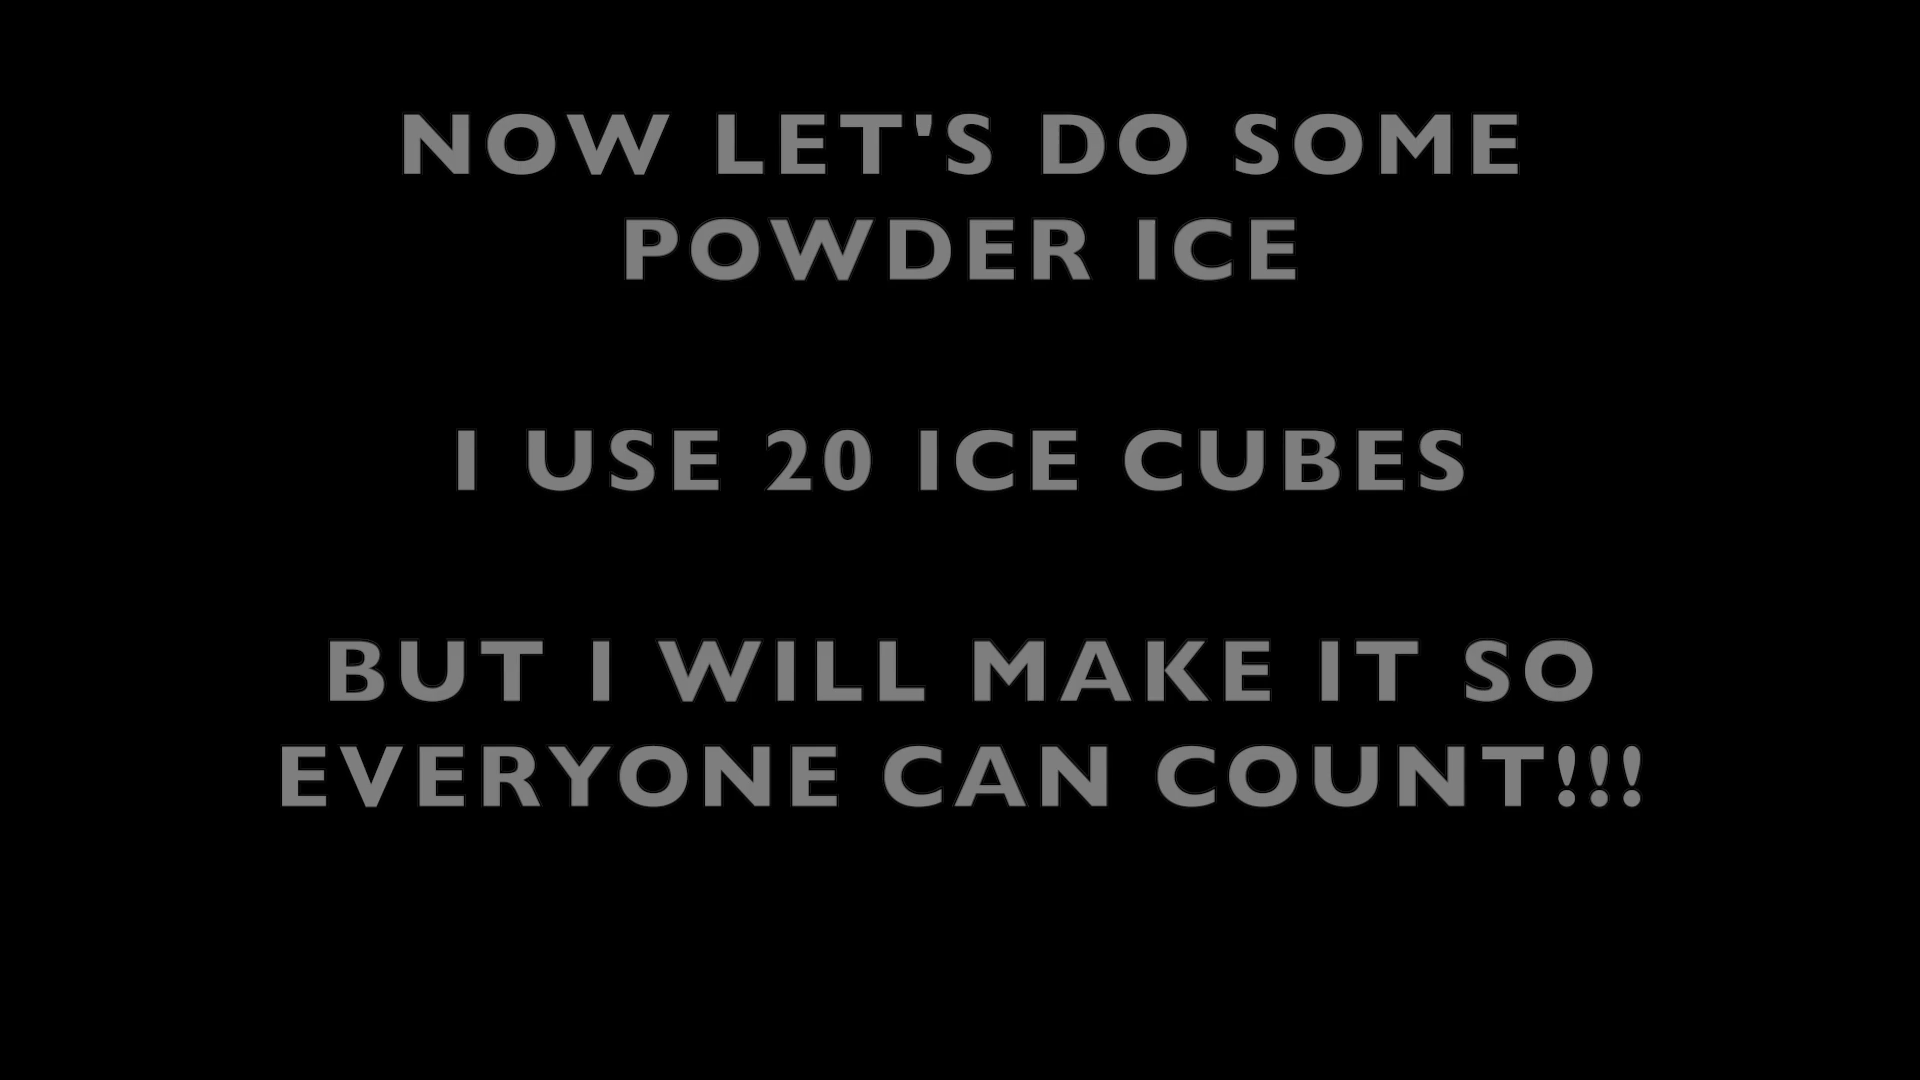 NOW LET'S DO SOME
POWDER ICE
I USE 20 ICE CUBES
BUT I WILL MAKE IT SO
EVERYONE CAN COUNT!!!